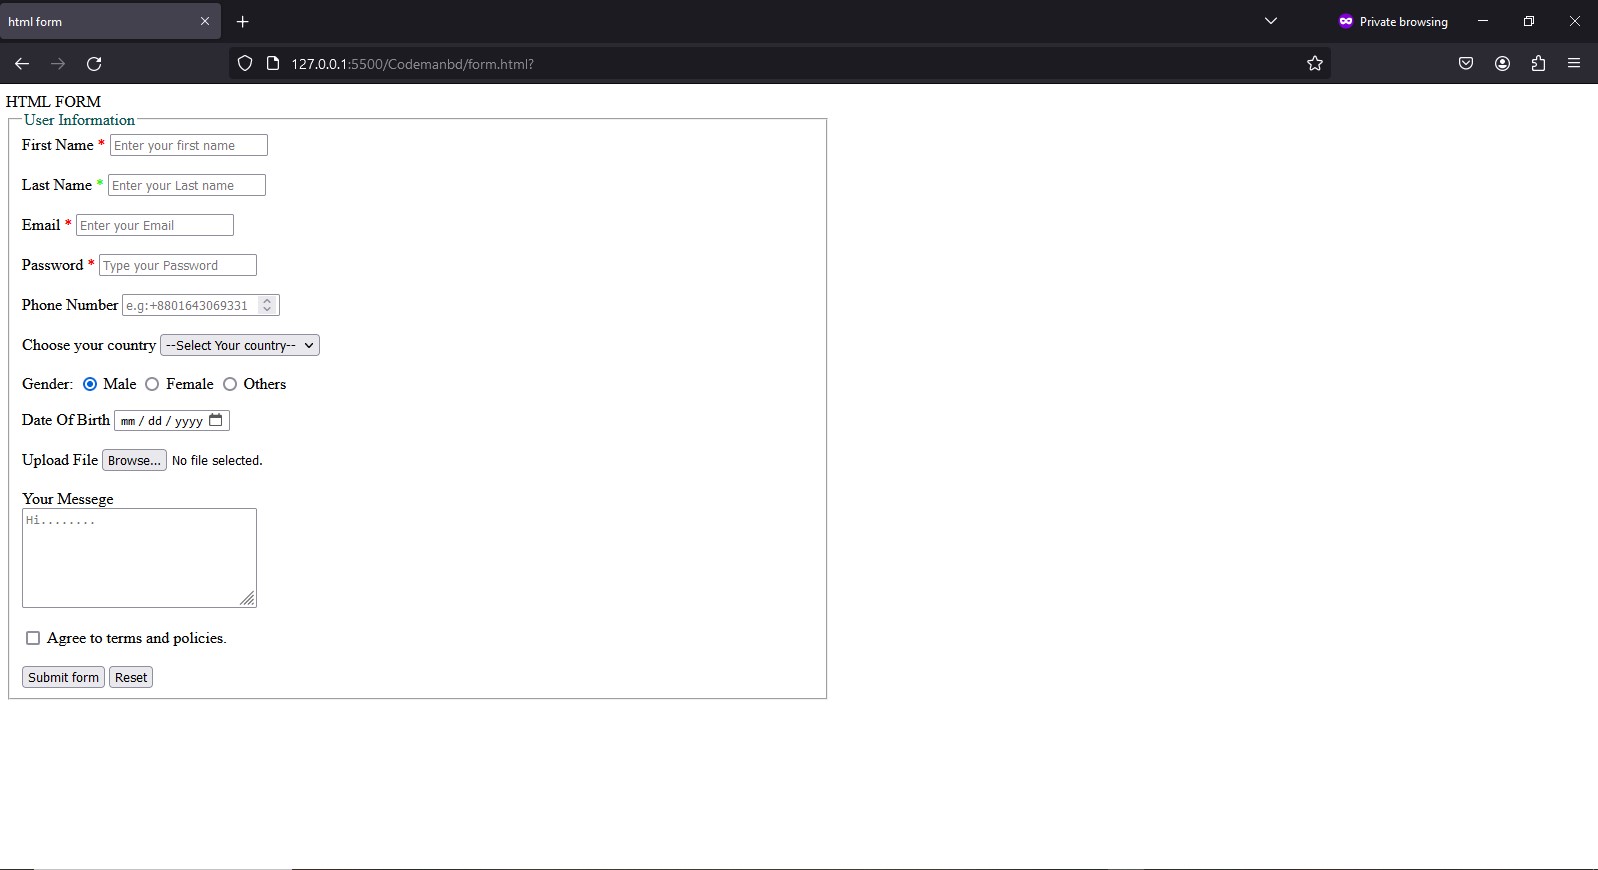 html form
Private browsing
127.0.0.1:5500/Codemanbd/form.html?
HTML FORM
User Information
First Name * Enter your first name
Last Name * Enter your Last name
Email * Enter your Email
Password * Type your Password
Phone Number e.g:+8801643069331
Choose your country --Select Your country--
Gender: Male Female Others
Date Of Birth mm / dd / yyyy
Upload File Browse... No file selected.
Your Messege
Hi........
Agree to terms and policies.
Submit form Reset